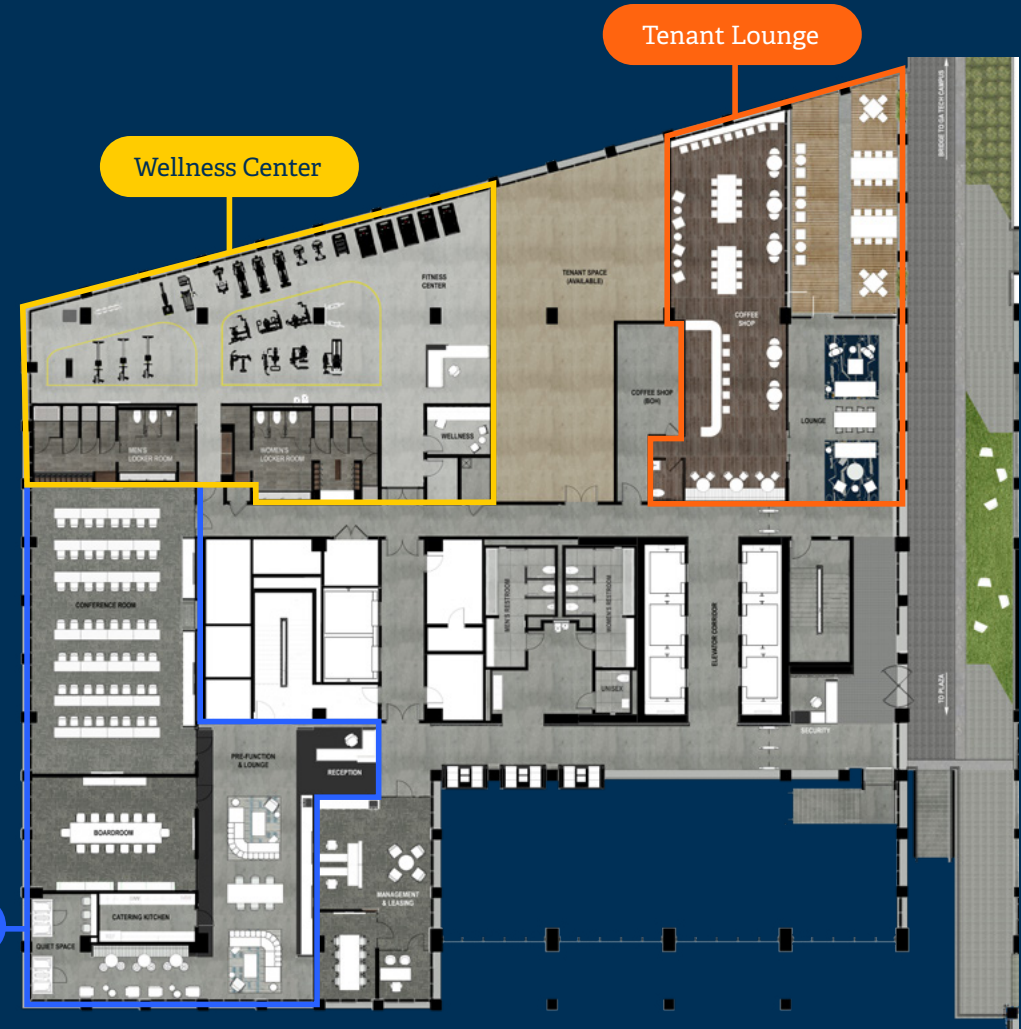 Tenant Lounge
Wellness Center
BRIDGE TO GA TECH CAMPUS
FITNESS
CENTER
TENANT SPACE
(AVAILABLE)
COFFEE
SHOP
COFFEE SHOP
(BOH)
LOUNGE
WELLNESS
MEN'S
LOCKER ROOM
WOMEN'S
LOCKER ROOM
CONFERENCE ROOM
MEN'S RESTROOM
WOMEN'S RESTROOM
ELEVATOR CORRIDOR
UNISEX
TO PLAZA
SECURITY
PRE-FUNCTION
& LOUNGE
RECEPTION
BOARDROOM
MANAGEMENT
& LEASING
CATERING KITCHEN
QUIET SPACE